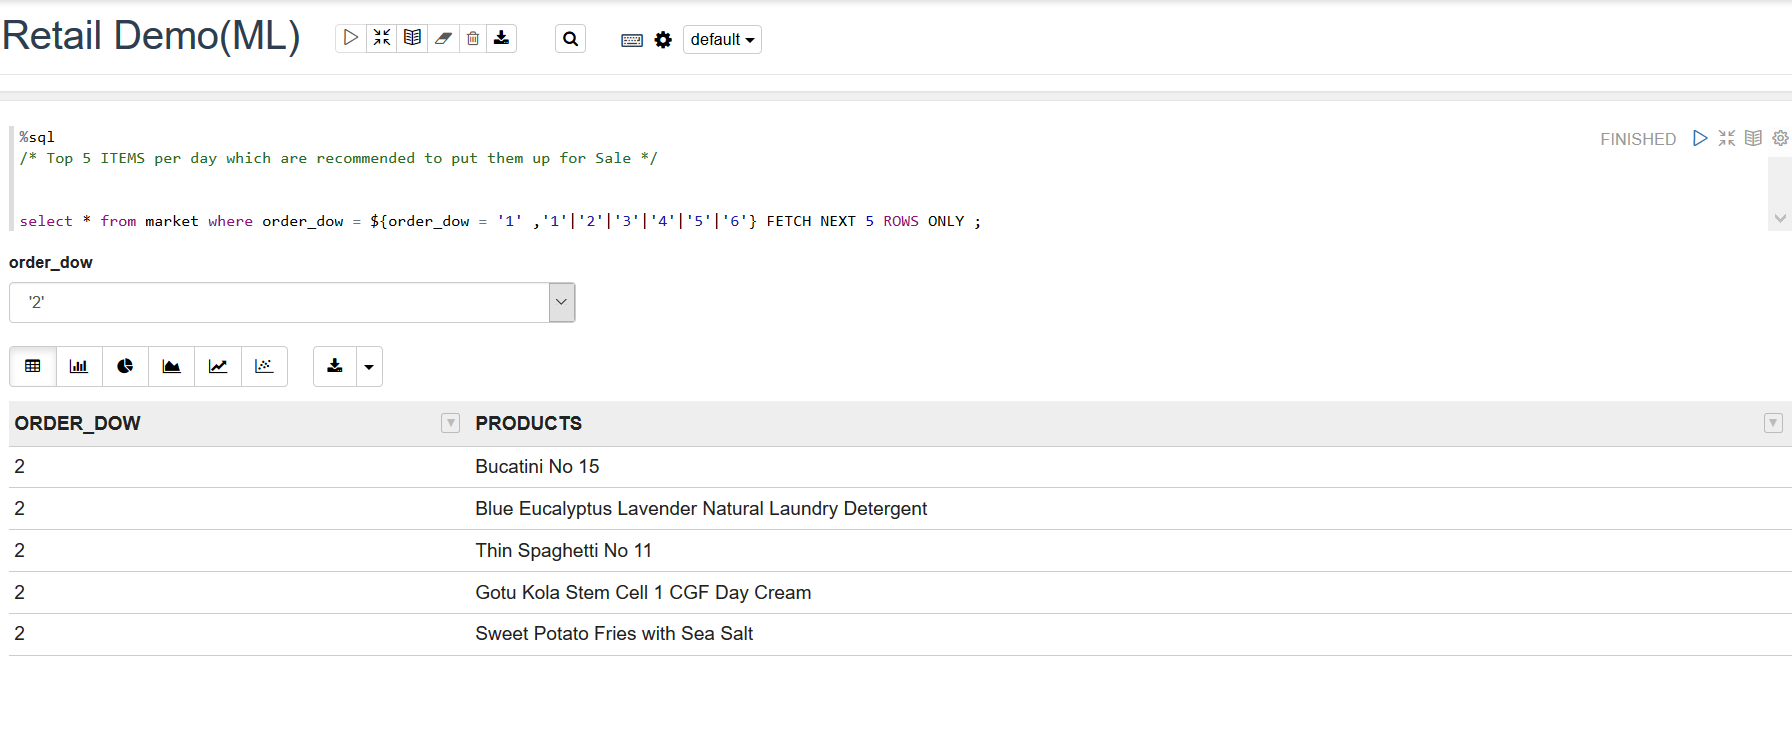 Retail Demo(ML)
default
%sql
FINISHED
/* Top 5 ITEMS per day which are recommended to put them up for Sale */
select * from market where order_dow = ${order_dow = '1' ,'1'|'2'|'3'|'4'|'5'|'6'} FETCH NEXT 5 ROWS ONLY ;
order_dow
'2'
ORDER_DOW PRODUCTS
2 Bucatini No 15
2 Blue Eucalyptus Lavender Natural Laundry Detergent
2 Thin Spaghetti No 11
2 Gotu Kola Stem Cell 1 CGF Day Cream
2 Sweet Potato Fries with Sea Salt